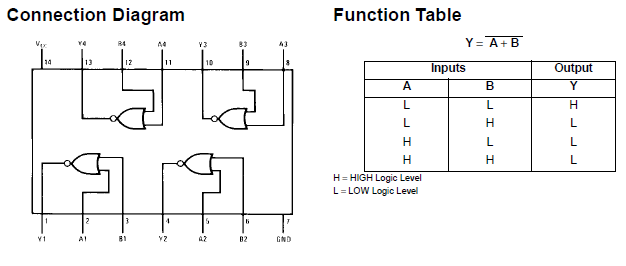 Connection Diagram
VCC Y4 B4 A4 Y3 B3 A3
14 13 12 11 10 9 8
1 2 3 4 5 6 7
Y1 A1 B1 Y2 A2 B2 GND
Function Table
Y = A + B
Inputs Output
A B Y
L L H
L H L
H L L
H H L
H = HIGH Logic Level
L = LOW Logic Level